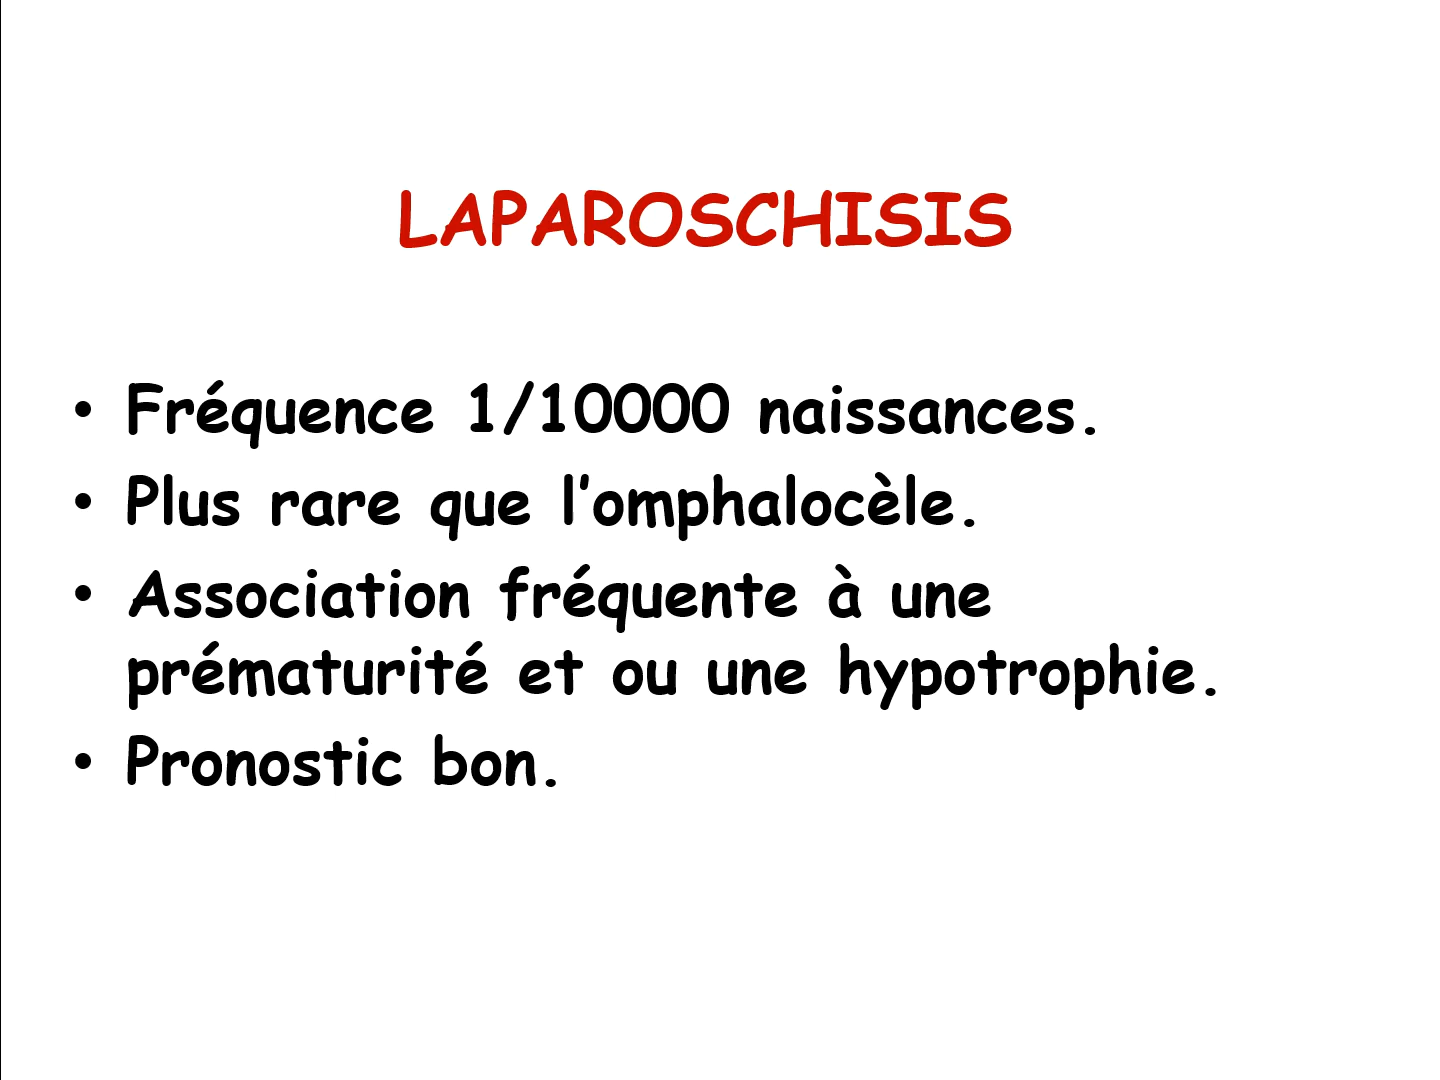 LAPAROSCHISIS
• Fréquence 1/10000 naissances.
• Plus rare que l’omphalocèle.
• Association fréquente à une
prématurité et ou une hypotrophie.
• Pronostic bon.